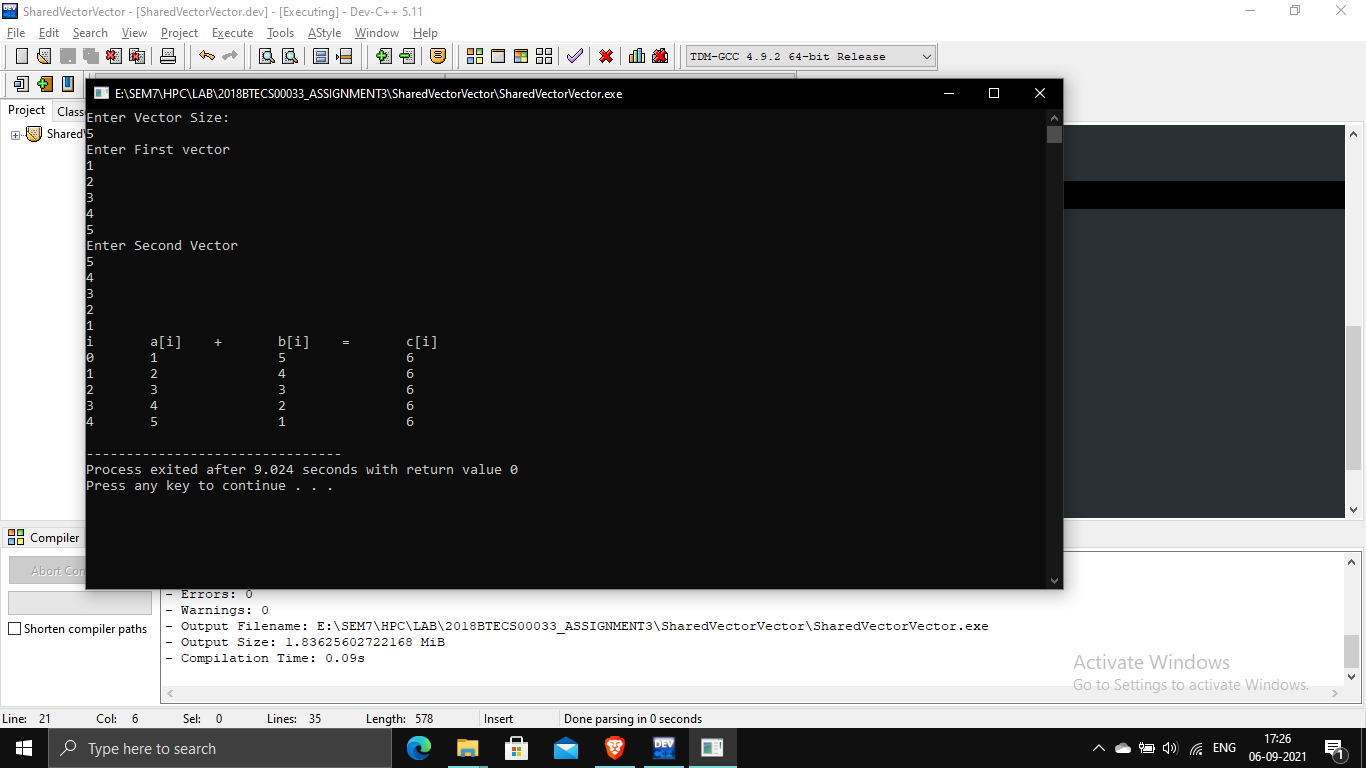 SharedVectorVector - [SharedVectorVector.dev] - [Executing] - Dev-C++ 5.11
File Edit Search View Project Execute Tools AStyle Window Help
TDM-GCC 4.9.2 64-bit Release
E:\SEM7\HPC\LAB\2018BTECS00033_ASSIGNMENT3\SharedVectorVector\SharedVectorVector.exe
Project Class
Shared
Enter Vector Size:
5
Enter First vector
1
2
3
4
5
Enter Second Vector
5
4
3
2
1
i a[i] + b[i] = c[i]
0 1 5 6
1 2 4 6
2 3 3 6
3 4 2 6
4 5 1 6
--------------------------------
Process exited after 9.024 seconds with return value 0
Press any key to continue . . .
Compiler
Abort Con
Shorten compiler paths
- Errors: 0
- Warnings: 0
- Output Filename: E:\SEM7\HPC\LAB\2018BTECS00033_ASSIGNMENT3\SharedVectorVector\SharedVectorVector.exe
- Output Size: 1.83625602722168 MiB
- Compilation Time: 0.09s
Activate Windows
Go to Settings to activate Windows.
Line: 21 Col: 6 Sel: 0 Lines: 35 Length: 578 Insert Done parsing in 0 seconds
Type here to search
DEV
ENG
17:26
06-09-2021
1